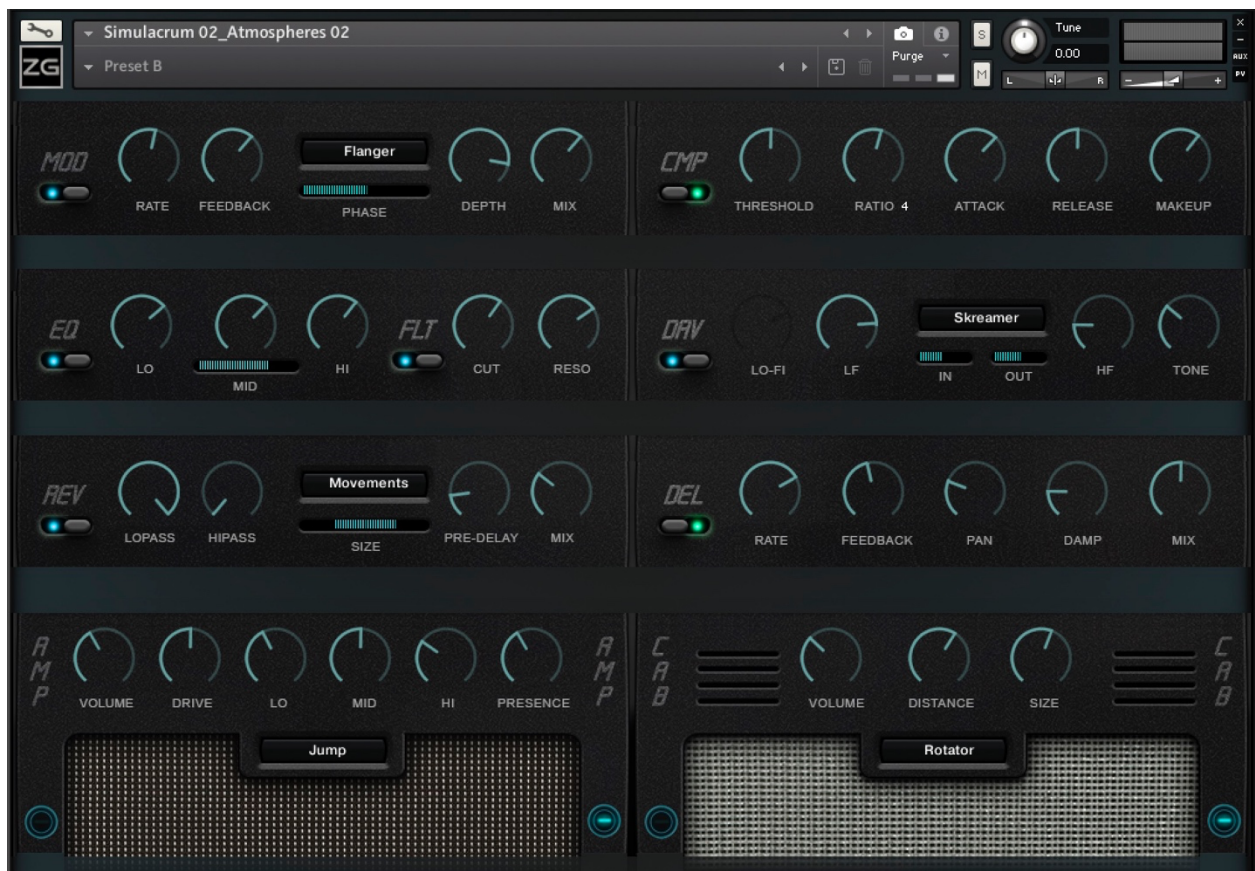 Simulacrum 02_Atmospheres 02
ZG
Preset B
Purge
S
M
Tune
0.00
L R
- +
×
-
AUX
PV
MOD
RATE FEEDBACK
Flanger
PHASE
DEPTH MIX
CMP
THRESHOLD RATIO 4 ATTACK RELEASE MAKEUP
EQ
LO MID HI
FLT
CUT RESO
DRV
LO-FI LF
Skreamer
IN OUT
HF TONE
REV
LOPASS HIPASS
Movements
SIZE
PRE-DELAY MIX
DEL
RATE FEEDBACK PAN DAMP MIX
AMP
VOLUME DRIVE LO MID HI PRESENCE
AMP
Jump
CAB
VOLUME DISTANCE SIZE
CAB
Rotator